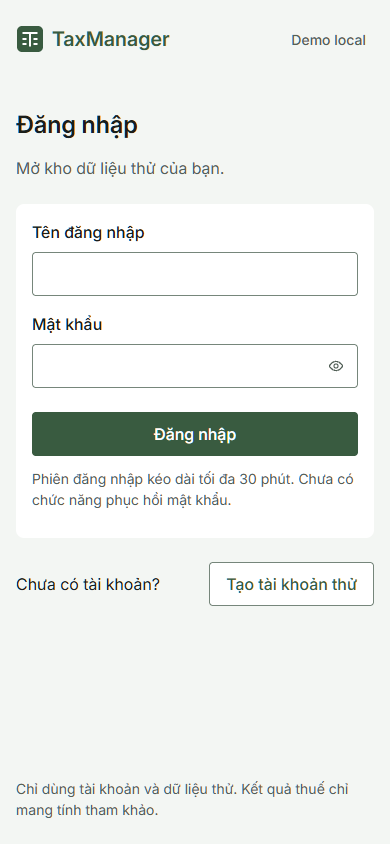 TaxManager
Demo local
Đăng nhập
Mở kho dữ liệu thử của bạn.
Tên đăng nhập
Mật khẩu
Đăng nhập
Phiên đăng nhập kéo dài tối đa 30 phút. Chưa có
chức năng phục hồi mật khẩu.
Chưa có tài khoản?
Tạo tài khoản thử
Chỉ dùng tài khoản và dữ liệu thử. Kết quả thuế chỉ
mang tính tham khảo.